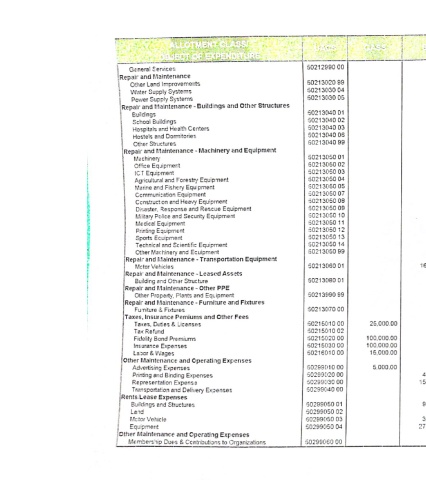 ALLOTMENT CLASS/
OBJECT OF EXPENDITURE
General Services 50212990 00
Repair and Maintenance
Other Land Improvements 50213020 99
Water Supply Systems 50213030 04
Power Supply Systems 50213030 05
Repair and Maintenance - Buildings and Other Structures
Buildings 50213040 01
School Buildings 50213040 02
Hospitals and Health Centers 50213040 03
Hostels and Dormitories 50213040 06
Other Structures 50213040 99
Repair and Maintenance - Machinery and Equipment
Machinery 50213050 01
Office Equipment 50213050 02
ICT Equipment 50213050 03
Agricultural and Forestry Equipment 50213050 04
Marine and Fishery Equipment 50213050 05
Communication Equipment 50213050 07
Construction and Heavy Equipment 50213050 08
Disaster, Response and Rescue Equipment 50213050 09
Military Police and Security Equipment 50213050 10
Medical Equipment 50213050 11
Printing Equipment 50213050 12
Sports Equipment 50213050 13
Technical and Scientific Equipment 50213050 14
Other Machinery and Equipment 50213050 99
Repair and Maintenance - Transportation Equipment
Motor Vehicles 50213060 01 16
Repair and Maintenance - Leased Assets
Building and Other Structure 50213080 01
Repair and Maintenance - Other PPE
Other Property, Plants and Equipment 50213990 99
Repair and Maintenance - Furniture and Fixtures
Furniture & Fixtures 50213070 00
Taxes, Insurance Premiums and Other Fees
Taxes, Duties & Licenses 50215010 00 25,000.00
Tax Refund 50215010 02
Fidelity Bond Premiums 50215020 00 100,000.00
Insurance Expenses 50215030 00 100,000.00
Labor & Wages 50216010 00 16,000.00
Other Maintenance and Operating Expenses
Advertising Expenses 50299010 00 5,000.00
Printing and Binding Expenses 50299020 00 4
Representation Expense 50299030 00 15
Transportation and Delivery Expenses 50299040 00
Rents Lease Expenses
Buildings and Structures 50299050 01 9
Land 50299050 02
Motor Vehicle 50299050 03 3
Equipment 50299050 04 27
Other Maintenance and Operating Expenses
Membership Dues & Contributions to Organizations 50299060 00